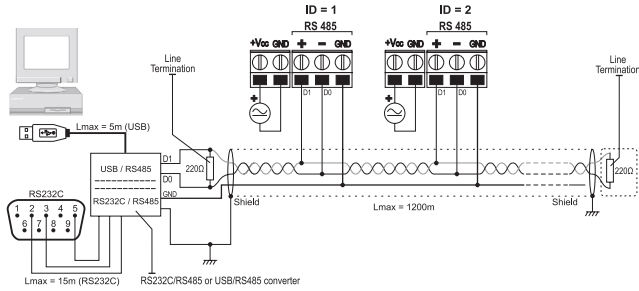 ID = 1
ID = 2
RS 485
RS 485
+Vcc GND + − GND
+Vcc GND + − GND
Line
Termination
Line
Termination
D1 D0
D1 D0
+
+
Lmax = 5m (USB)
USB / RS485
RS232C / RS485
D1
D0
GND
220Ω
220Ω
RS232C
1 2 3 4 5
6 7 8 9
Shield
Lmax = 1200m
Shield
Lmax = 15m (RS232C)
RS232C/RS485 or USB/RS485 converter